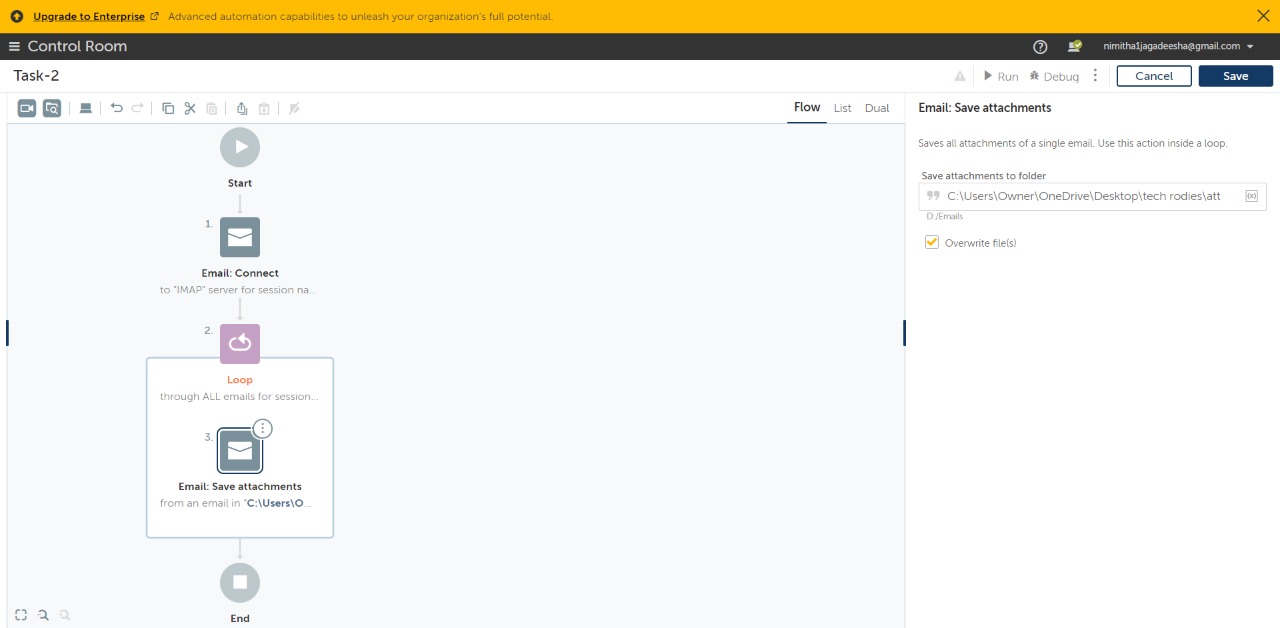 Upgrade to Enterprise Advanced automation capabilities to unleash your organization's full potential.
Control Room
nimitha1jagadeesha@gmail.com
Task-2
Run Debug Cancel Save
Flow List Dual
Start
1.
Email: Connect
to "IMAP" server for session na...
2.
Loop
through ALL emails for session...
3.
Email: Save attachments
from an email in "C:\Users\O...
End
Email: Save attachments
Saves all attachments of a single email. Use this action inside a loop.
Save attachments to folder
C:\Users\Owner\OneDrive\Desktop\tech rodies\att (x)
D:/Emails
Overwrite file(s)